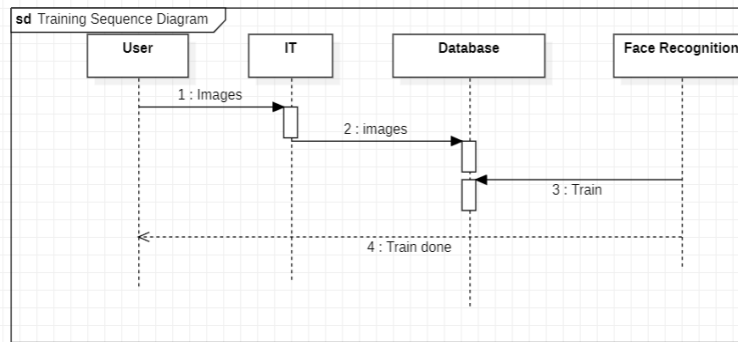 sd Training Sequence Diagram
User
IT
Database
Face Recognition
1 : Images
2 : images
3 : Train
4 : Train done